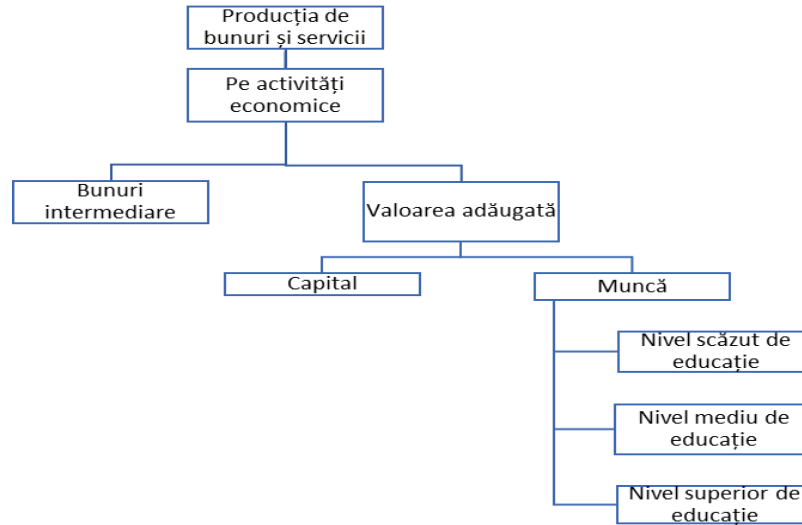 Producția de
bunuri și servicii
Pe activități
economice
Bunuri
intermediare
Valoarea adăugată
Capital
Muncă
Nivel scăzut de
educație
Nivel mediu de
educație
Nivel superior de
educație